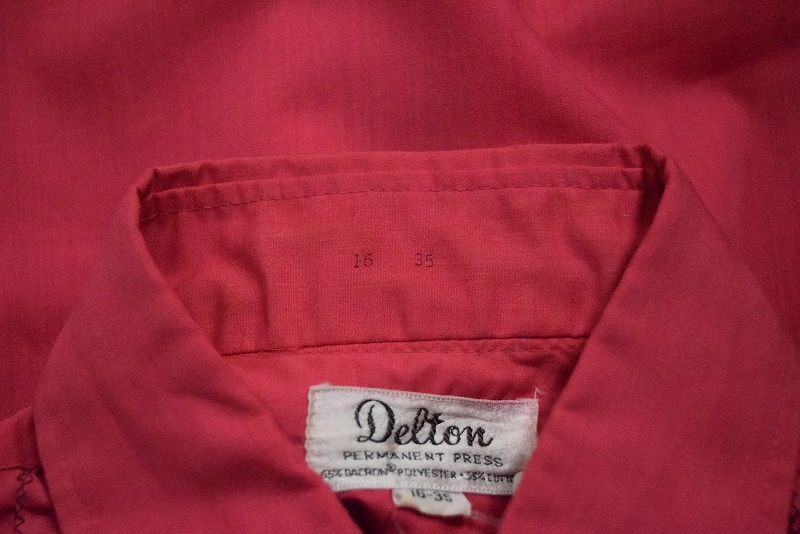 16 35
Delton
PERMANENT PRESS
65% DACRON® POLYESTER • 35% COTTON
16-35